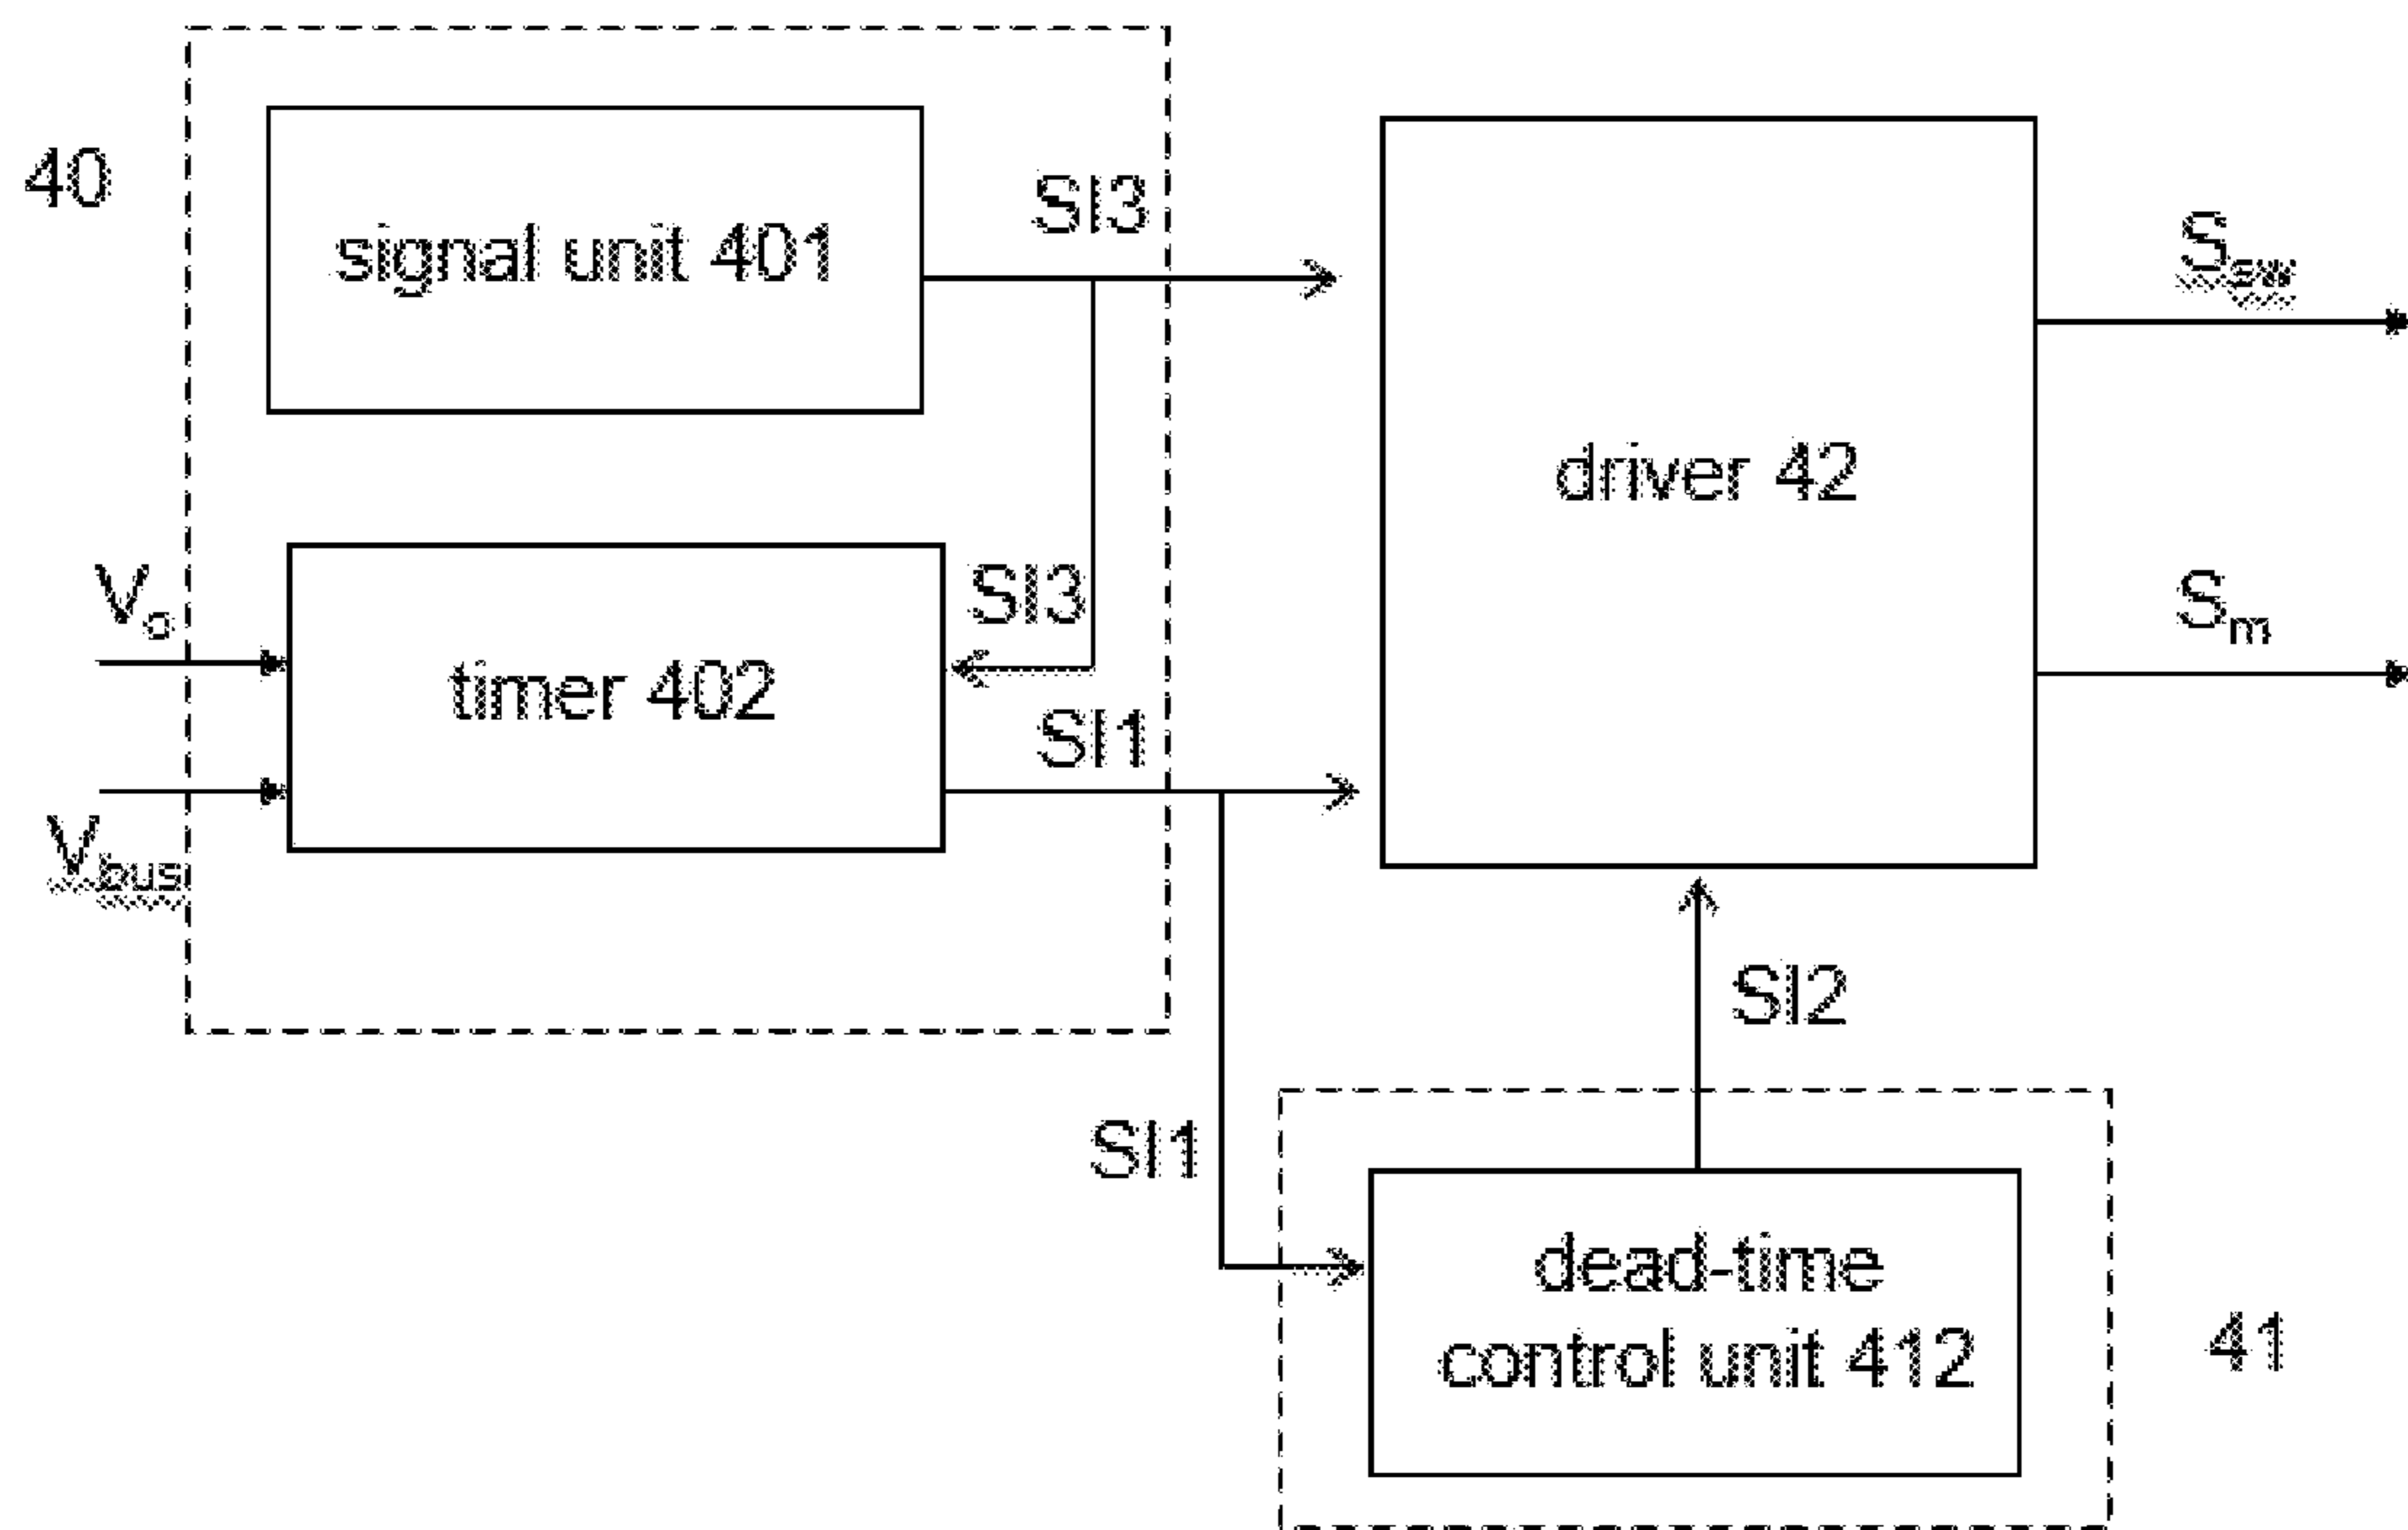 40
signal unit 401
SI3
driver 42
Ssw
Vo
timer 402
SI3
Sm
SI1
Vbus
SI2
SI1
dead-time
control unit 412
41